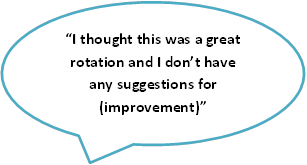 “I thought this was a great
rotation and I don’t have
any suggestions for
(improvement)”